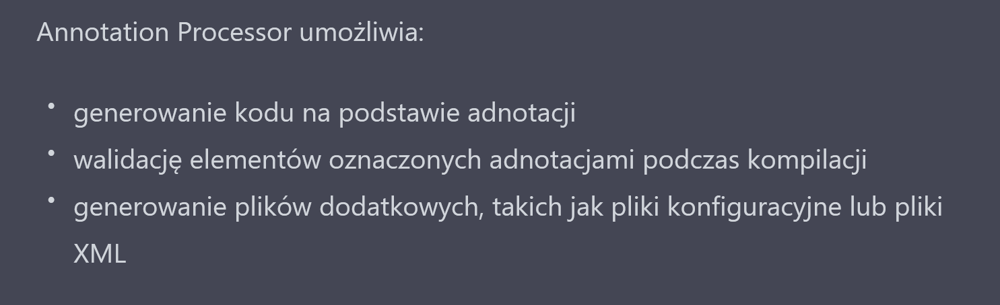 Annotation Processor umożliwia:
• generowanie kodu na podstawie adnotacji
• walidację elementów oznaczonych adnotacjami podczas kompilacji
• generowanie plików dodatkowych, takich jak pliki konfiguracyjne lub pliki
XML